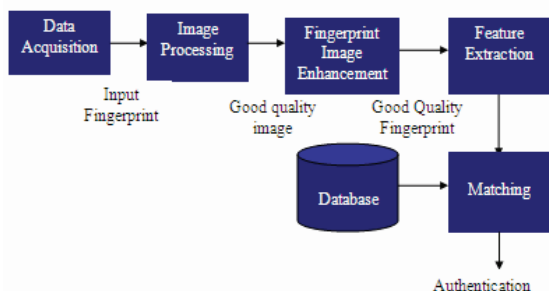 Data
Acquisition
Image
Processing
Fingerprint
Image
Enhancement
Feature
Extraction
Input
Fingerprint
Good quality
image
Good Quality
Fingerprint
Database
Matching
Authentication